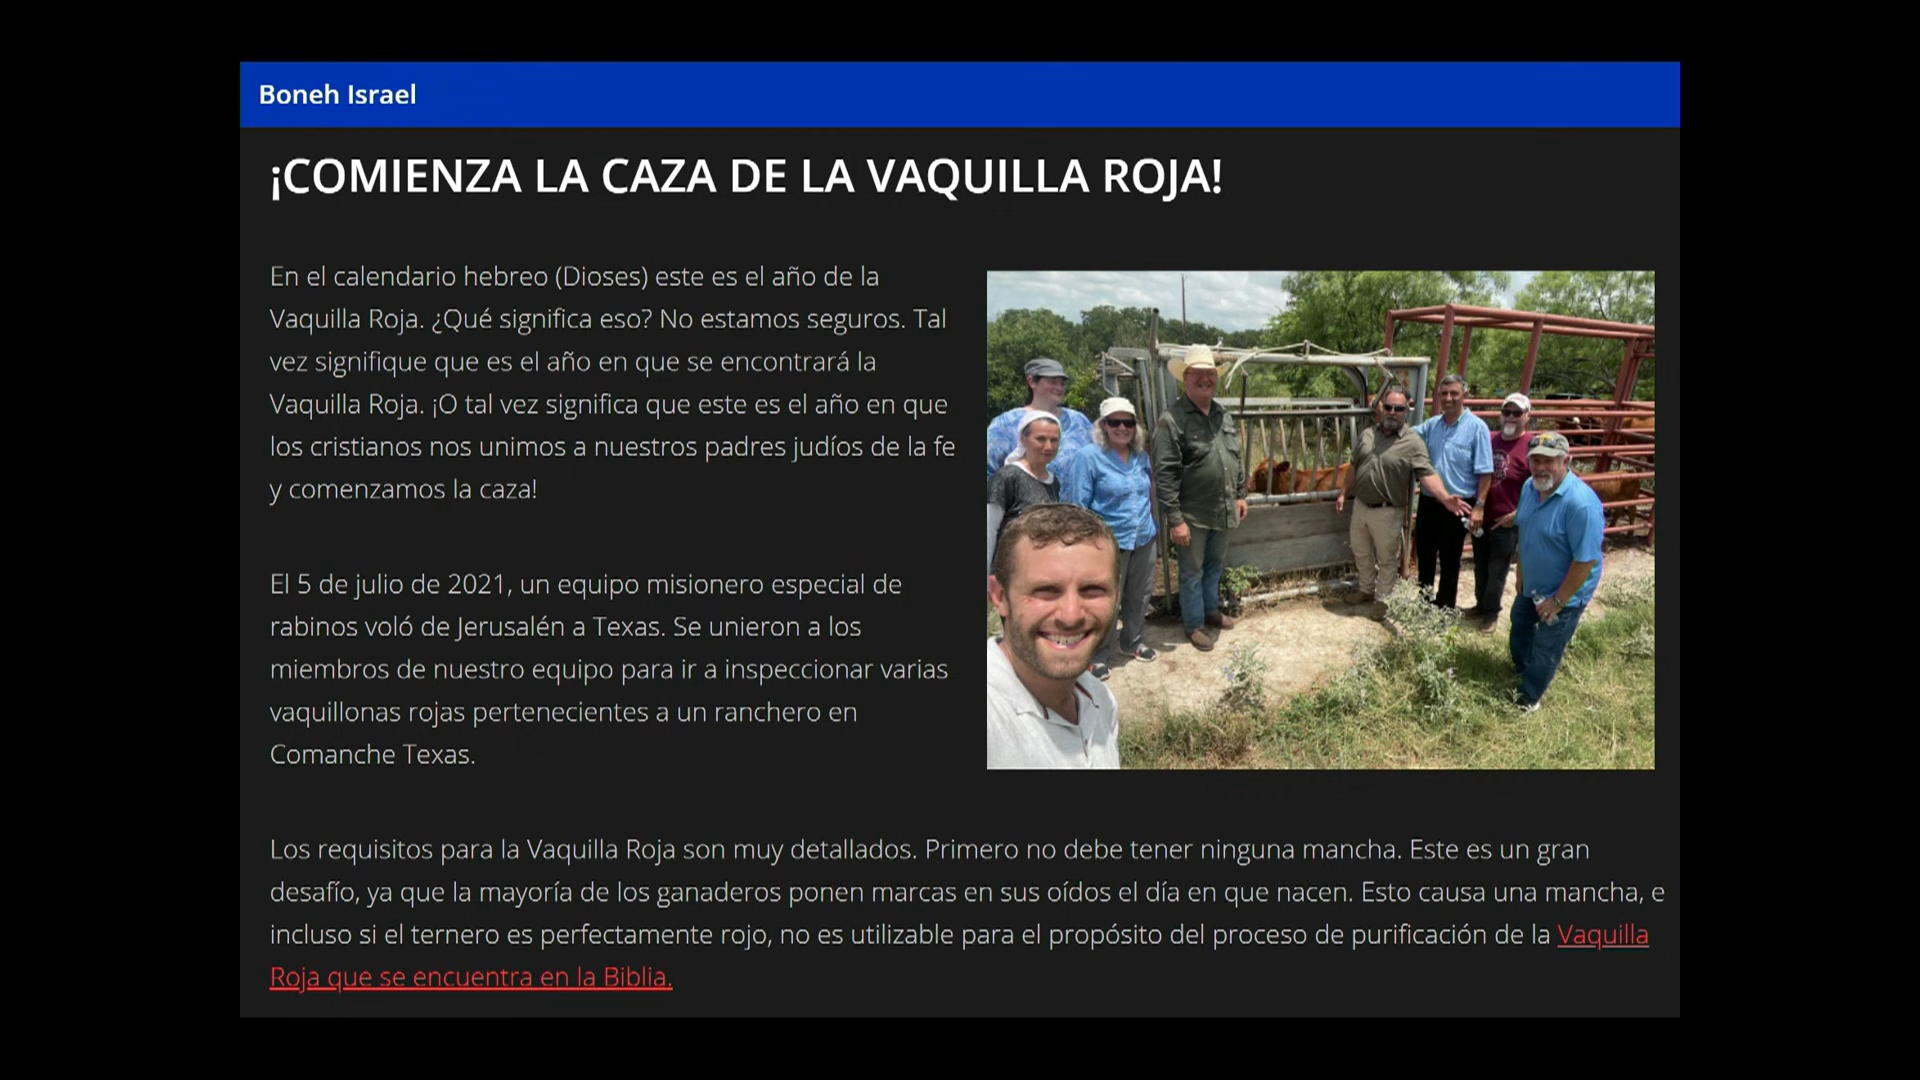 Boneh Israel
¡COMIENZA LA CAZA DE LA VAQUILLA ROJA!
En el calendario hebreo (Dioses) este es el año de la
Vaquilla Roja. ¿Qué significa eso? No estamos seguros. Tal
vez signifique que es el año en que se encontrará la
Vaquilla Roja. ¡O tal vez significa que este es el año en que
los cristianos nos unimos a nuestros padres judíos de la fe
y comenzamos la caza!
El 5 de julio de 2021, un equipo misionero especial de
rabinos voló de Jerusalén a Texas. Se unieron a los
miembros de nuestro equipo para ir a inspeccionar varias
vaquillonas rojas pertenecientes a un ranchero en
Comanche Texas.
Los requisitos para la Vaquilla Roja son muy detallados. Primero no debe tener ninguna mancha. Este es un gran
desafío, ya que la mayoría de los ganaderos ponen marcas en sus oídos el día en que nacen. Esto causa una mancha, e
incluso si el ternero es perfectamente rojo, no es utilizable para el propósito del proceso de purificación de la Vaquilla
Roja que se encuentra en la Biblia.